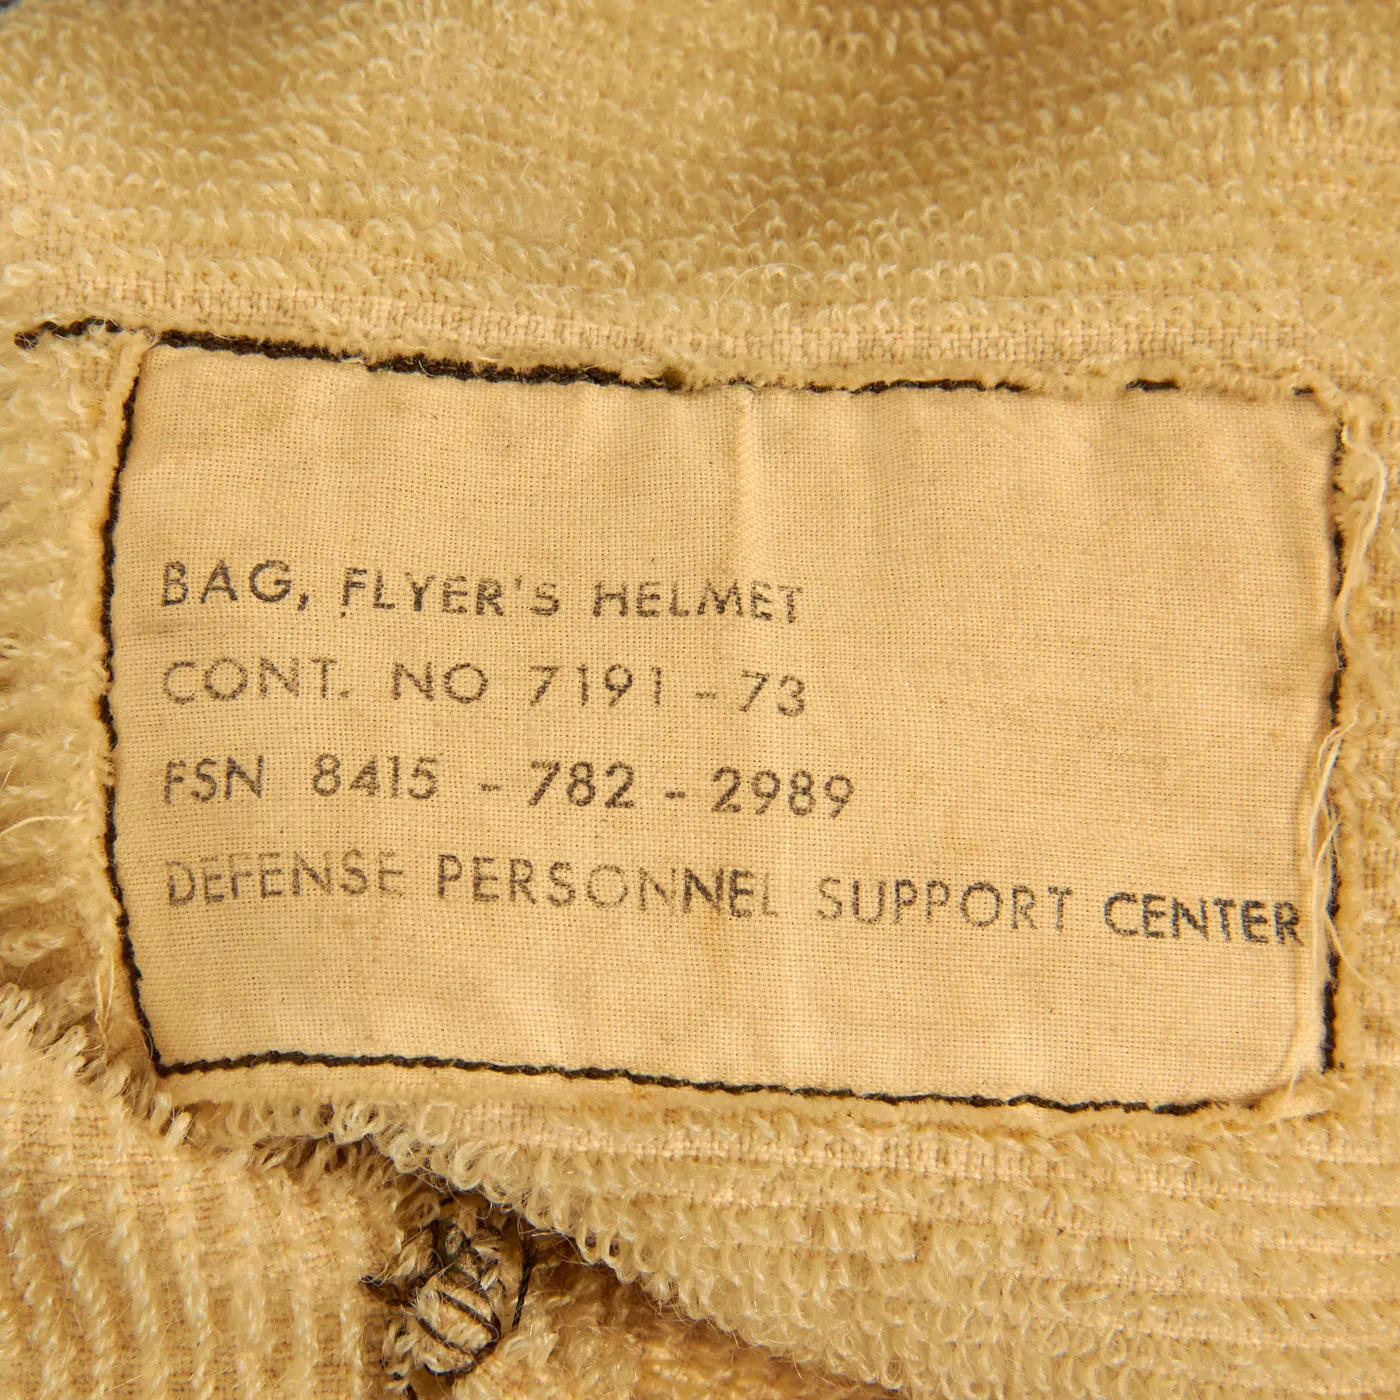 BAG, FLYER'S HELMET
CONT. NO 7191 - 73
FSN 8415 - 782 - 2989
DEFENSE PERSONNEL SUPPORT CENTER